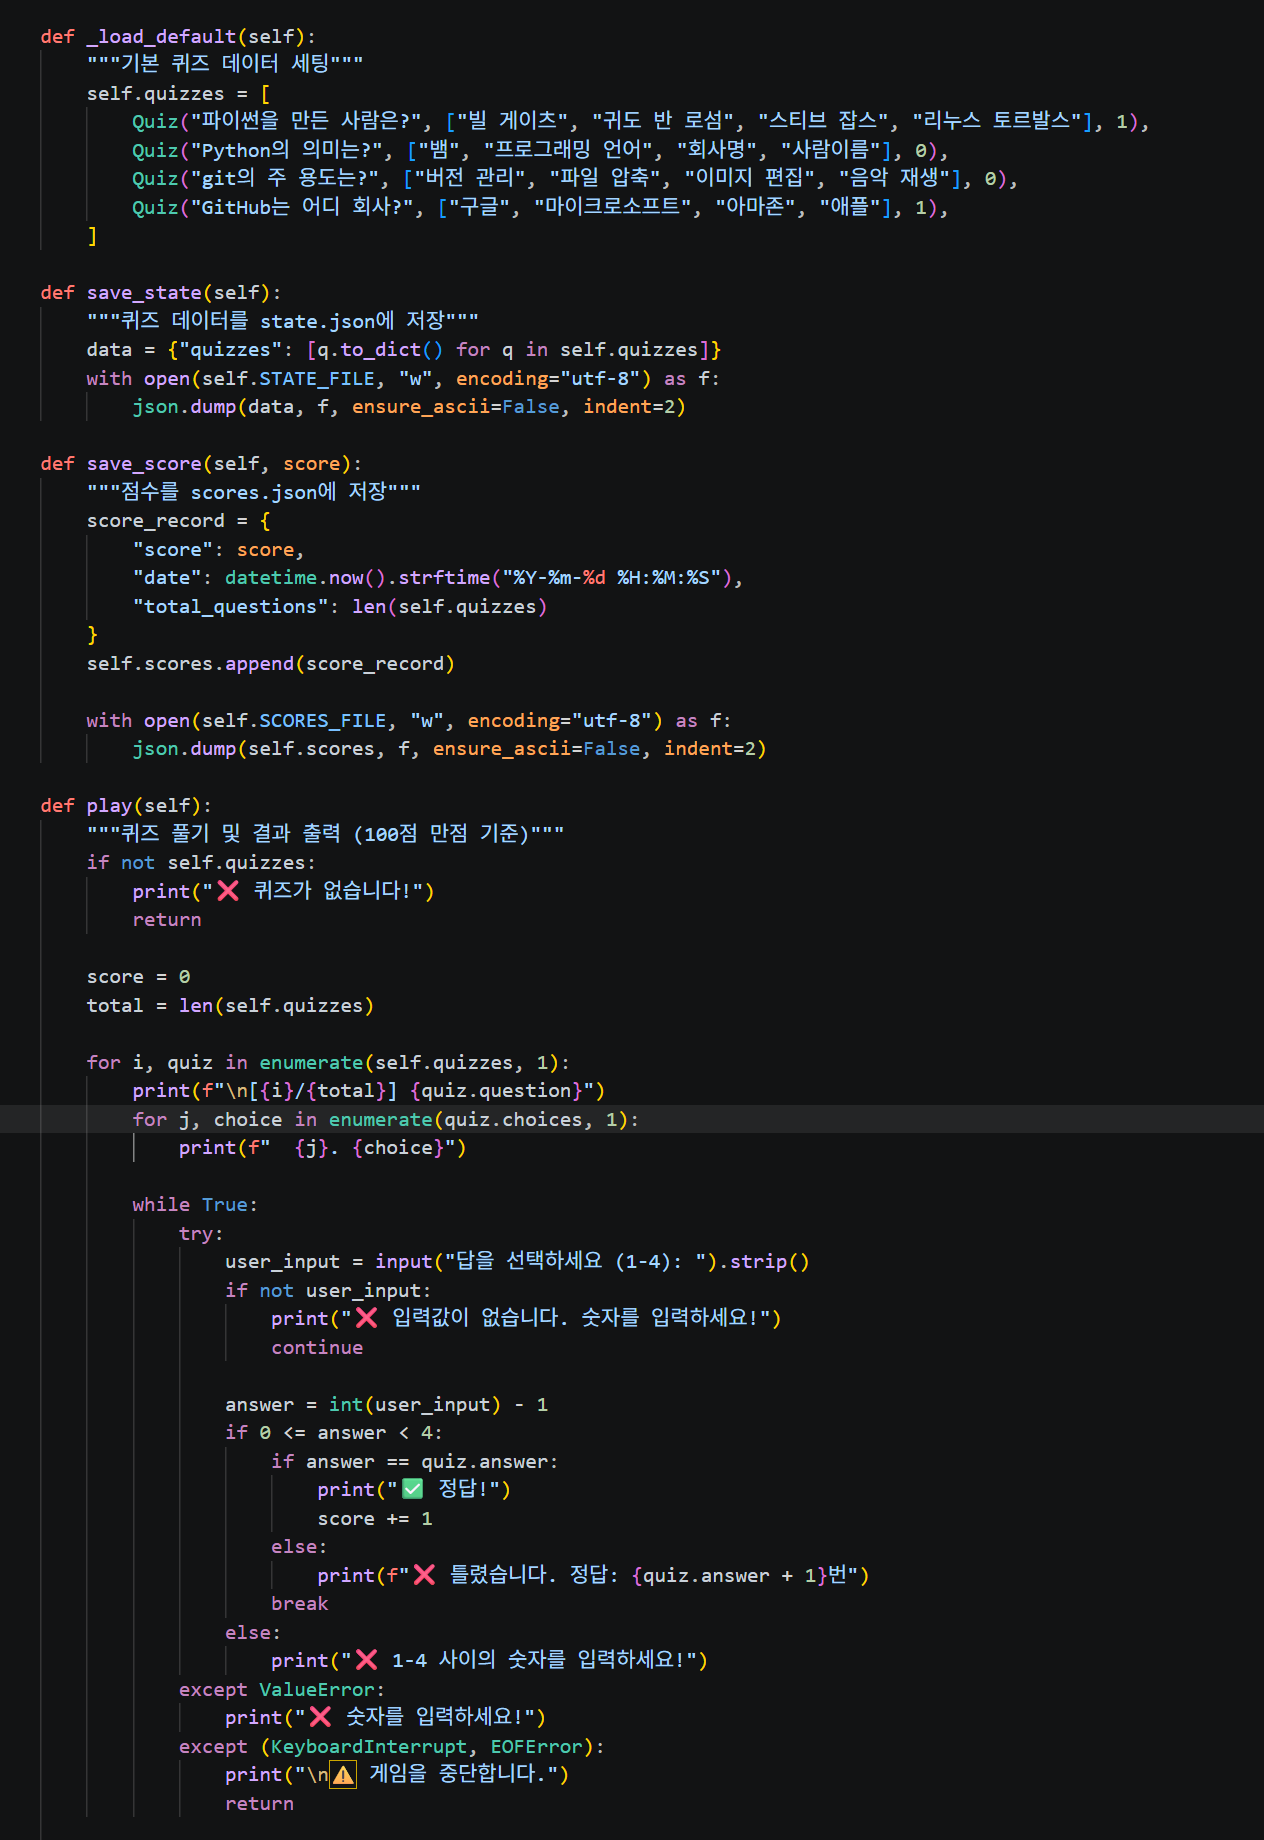 def _load_default(self):
    """기본 퀴즈 데이터 세팅"""
    self.quizzes = [
        Quiz("파이썬을 만든 사람은?", ["빌 게이츠", "귀도 반 로섬", "스티브 잡스", "리누스 토르발스"], 1),
        Quiz("Python의 의미는?", ["뱀", "프로그래밍 언어", "회사명", "사람이름"], 0),
        Quiz("git의 주 용도는?", ["버전 관리", "파일 압축", "이미지 편집", "음악 재생"], 0),
        Quiz("GitHub는 어디 회사?", ["구글", "마이크로소프트", "아마존", "애플"], 1),
    ]

def save_state(self):
    """퀴즈 데이터를 state.json에 저장"""
    data = {"quizzes": [q.to_dict() for q in self.quizzes]}
    with open(self.STATE_FILE, "w", encoding="utf-8") as f:
        json.dump(data, f, ensure_ascii=False, indent=2)

def save_score(self, score):
    """점수를 scores.json에 저장"""
    score_record = {
        "score": score,
        "date": datetime.now().strftime("%Y-%m-%d %H:%M:%S"),
        "total_questions": len(self.quizzes)
    }
    self.scores.append(score_record)

    with open(self.SCORES_FILE, "w", encoding="utf-8") as f:
        json.dump(self.scores, f, ensure_ascii=False, indent=2)

def play(self):
    """퀴즈 풀기 및 결과 출력 (100점 만점 기준)"""
    if not self.quizzes:
        print("❌ 퀴즈가 없습니다!")
        return

    score = 0
    total = len(self.quizzes)

    for i, quiz in enumerate(self.quizzes, 1):
        print(f"\n[{i}/{total}] {quiz.question}")
        for j, choice in enumerate(quiz.choices, 1):
            print(f"  {j}. {choice}")

        while True:
            try:
                user_input = input("답을 선택하세요 (1-4): ").strip()
                if not user_input:
                    print("❌ 입력값이 없습니다. 숫자를 입력하세요!")
                    continue

                answer = int(user_input) - 1
                if 0 <= answer < 4:
                    if answer == quiz.answer:
                        print("✅ 정답!")
                        score += 1
                    else:
                        print(f"❌ 틀렸습니다. 정답: {quiz.answer + 1}번")
                    break
                else:
                    print("❌ 1-4 사이의 숫자를 입력하세요!")
            except ValueError:
                print("❌ 숫자를 입력하세요!")
            except (KeyboardInterrupt, EOFError):
                print("\n⚠️ 게임을 중단합니다.")
                return